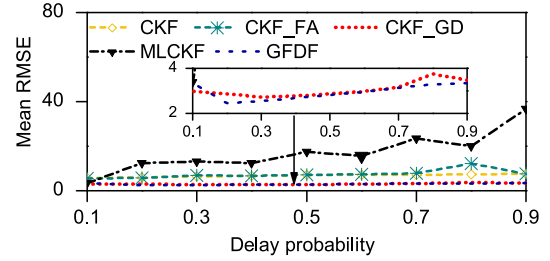 80
40
0
Mean RMSE
CKF CKF_FA CKF_GD
MLCKF GFDF
4
2
0.1 0.3 0.5 0.7 0.9
0.1 0.3 0.5 0.7 0.9
Delay probability